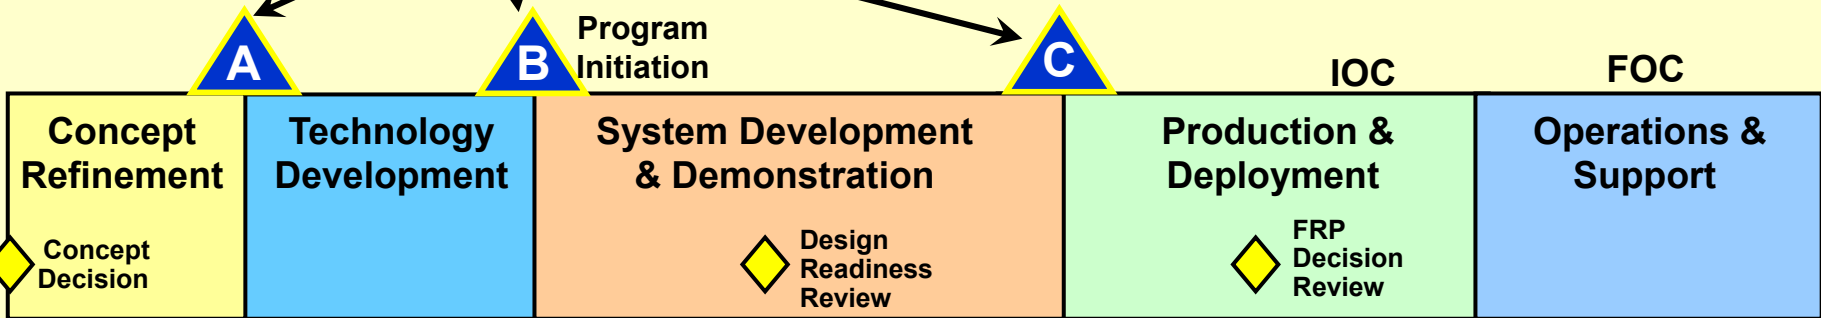 A
B
Program
Initiation
C
IOC
FOC
Concept
Refinement
Technology
Development
System Development
& Demonstration
Production &
Deployment
Operations &
Support
Concept
Decision
Design
Readiness
Review
FRP
Decision
Review